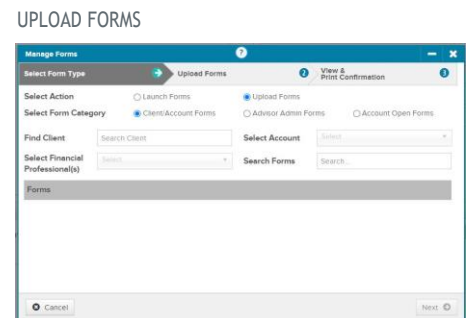 UPLOAD FORMS
Manage Forms ?
Select Form Type Upload Forms 2 View & Print Confirmation 3
Select Action Launch Forms Upload Forms
Select Form Category Client/Account Forms Advisor Admin Forms Account Open Forms
Find Client Search Client Select Account Select
Select Financial Professional(s) Select Search Forms Search...
Forms
Cancel Next